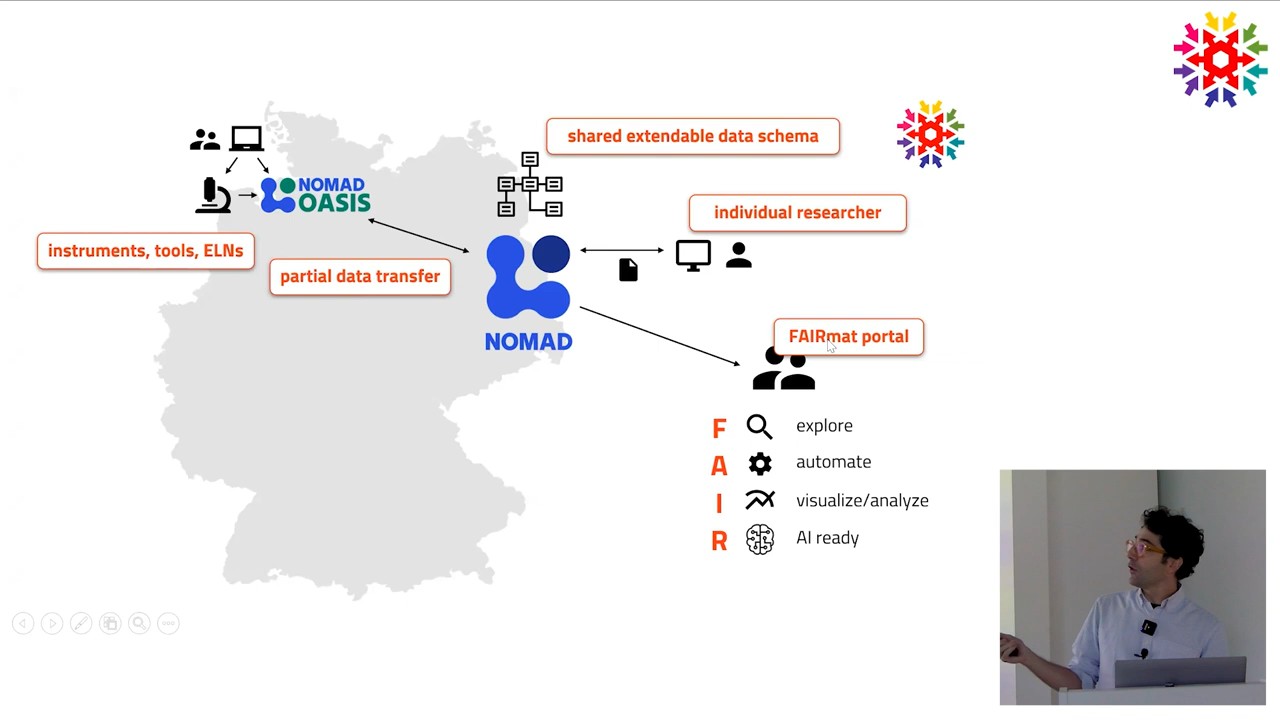 shared extendable data schema
NOMAD
OASIS
individual researcher
instruments, tools, ELNs
partial data transfer
NOMAD
FAIRmat portal
F explore
A automate
I visualize/analyze
R AI ready